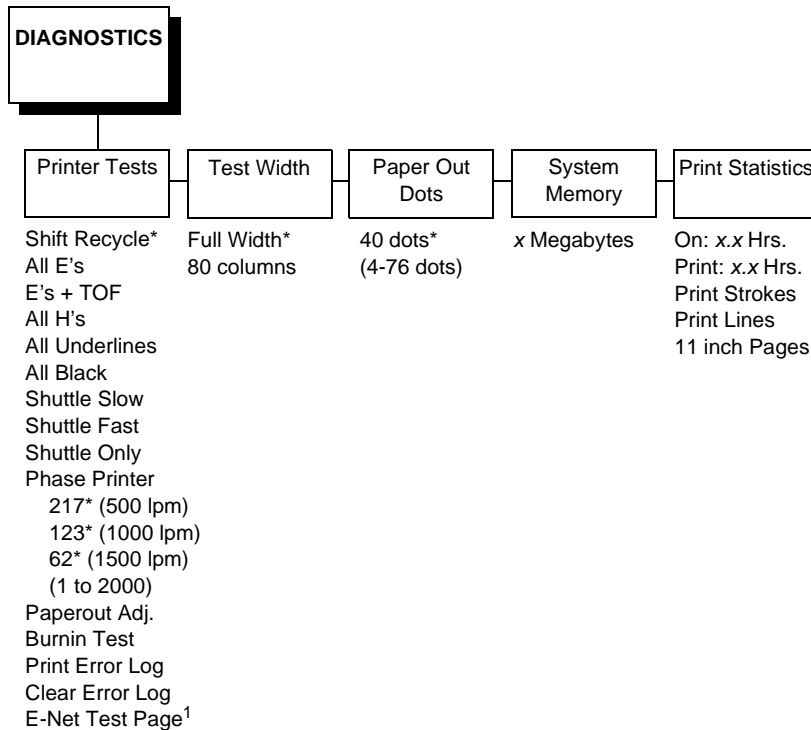 DIAGNOSTICS
Printer Tests
Shift Recycle*
All E's
E's + TOF
All H's
All Underlines
All Black
Shuttle Slow
Shuttle Fast
Shuttle Only
Phase Printer
217* (500 lpm)
123* (1000 lpm)
62* (1500 lpm)
(1 to 2000)
Paperout Adj.
Burnin Test
Print Error Log
Clear Error Log
E-Net Test Page1
Test Width
Full Width*
80 columns
Paper Out
Dots
40 dots*
(4-76 dots)
System
Memory
x Megabytes
Print Statistics
On: x.x Hrs.
Print: x.x Hrs.
Print Strokes
Print Lines
11 inch Pages